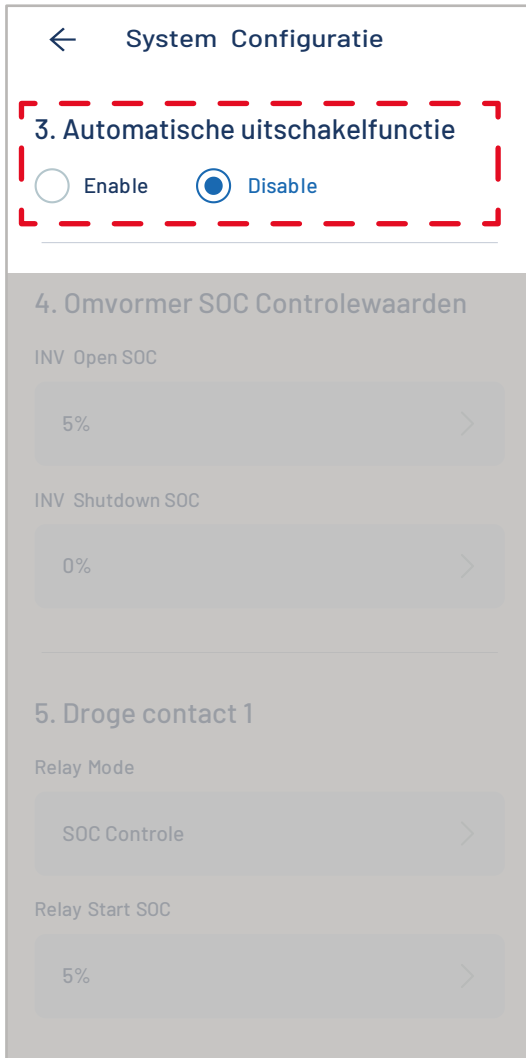 System Configuratie
3. Automatische uitschakelfunctie
Enable Disable
4. Omvormer SOC Controlewaarden
INV Open SOC
5%
INV Shutdown SOC
0%
5. Droge contact 1
Relay Mode
SOC Controle
Relay Start SOC
5%